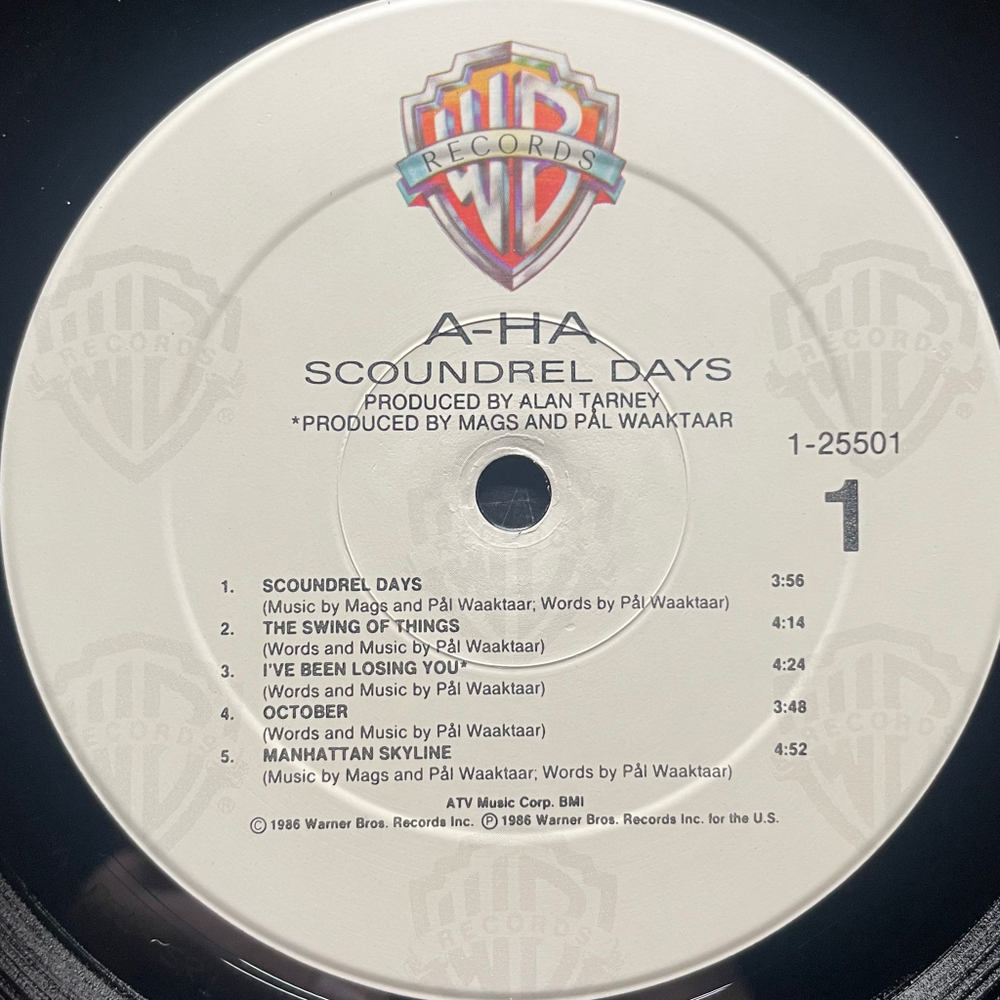 WB
RECORDS
A-HA
SCOUNDREL DAYS
PRODUCED BY ALAN TARNEY
*PRODUCED BY MAGS AND PÅL WAAKTAAR
1-25501
1
1. SCOUNDREL DAYS 3:56
(Music by Mags and Pål Waaktaar; Words by Pål Waaktaar)
2. THE SWING OF THINGS 4:14
(Words and Music by Pål Waaktaar)
3. I'VE BEEN LOSING YOU* 4:24
(Words and Music by Pål Waaktaar)
4. OCTOBER 3:48
(Words and Music by Pål Waaktaar)
5. MANHATTAN SKYLINE 4:52
(Music by Mags and Pål Waaktaar; Words by Pål Waaktaar)
ATV Music Corp. BMI
Ⓒ 1986 Warner Bros. Records Inc. Ⓟ 1986 Warner Bros. Records Inc. for the U.S.